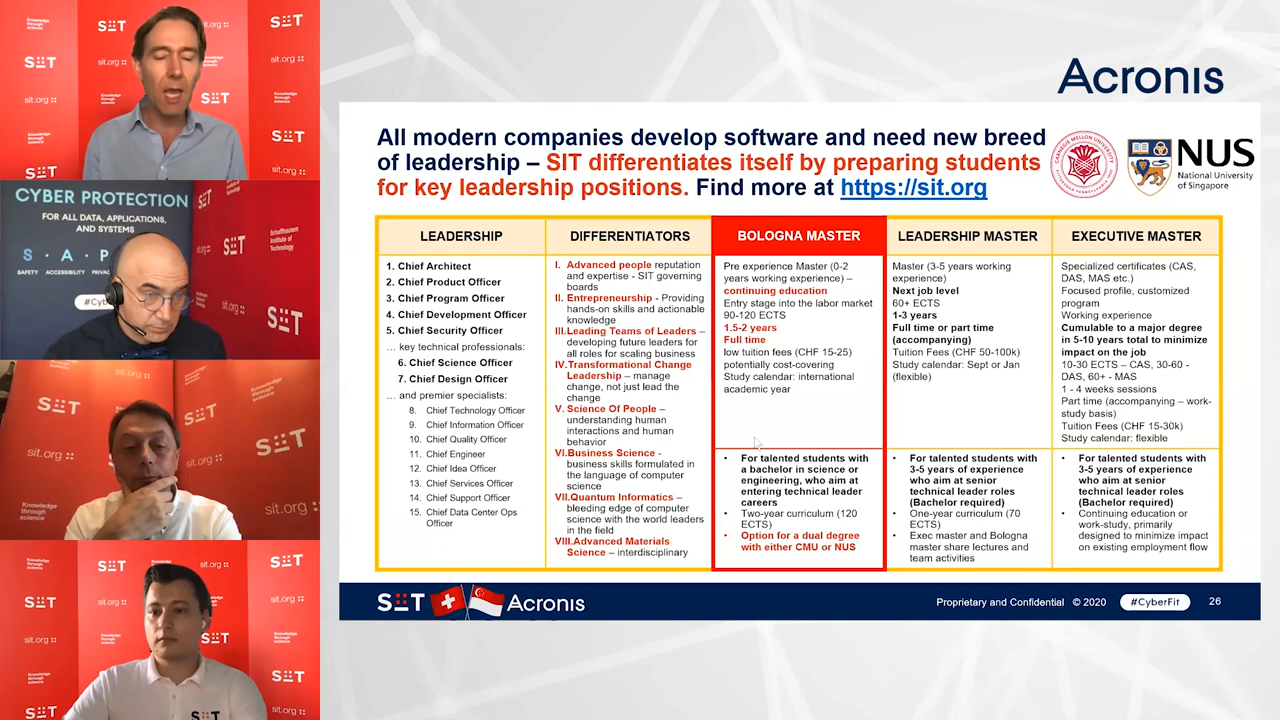 Acronis
All modern companies develop software and need new breed
of leadership – SIT differentiates itself by preparing students
for key leadership positions. Find more at https://sit.org
NUS
National University
of Singapore
LEADERSHIP
1. Chief Architect
2. Chief Product Officer
3. Chief Program Officer
4. Chief Development Officer
5. Chief Security Officer
… key technical professionals:
6. Chief Science Officer
7. Chief Design Officer
… and premier specialists:
8. Chief Technology Officer
9. Chief Information Officer
10. Chief Quality Officer
11. Chief Engineer
12. Chief Idea Officer
13. Chief Services Officer
14. Chief Support Officer
15. Chief Data Center Ops
Officer
DIFFERENTIATORS
I. Advanced people reputation
and expertise - SIT governing
boards
II. Entrepreneurship - Providing
hands-on skills and actionable
knowledge
III.Leading Teams of Leaders –
developing future leaders for
all roles for scaling business
IV.Transformational Change
Leadership – manage
change, not just lead the
change
V. Science Of People –
understanding human
interactions and human
behavior
VI.Business Science -
business skills formulated in
the language of computer
science
VII.Quantum Informatics –
bleeding edge of computer
science with the world leaders
in the field
VIII.Advanced Materials
Science – interdisciplinary
BOLOGNA MASTER
Pre experience Master (0-2
years working experience) –
continuing education
Entry stage into the labor market
90-120 ECTS
1.5-2 years
Full time
low tuition fees (CHF 15-25)
potentially cost-covering
Study calendar: international
academic year
• For talented students with
a bachelor in science or
engineering, who aim at
entering technical leader
careers
• Two-year curriculum (120
ECTS)
• Option for a dual degree
with either CMU or NUS
LEADERSHIP MASTER
Master (3-5 years working
experience)
Next job level
60+ ECTS
1-3 years
Full time or part time
(accompanying)
Tuition Fees (CHF 50-100k)
Study calendar: Sept or Jan
(flexible)
• For talented students with
3-5 years of experience
who aim at senior
technical leader roles
(Bachelor required)
• One-year curriculum (70
ECTS)
• Exec master and Bologna
master share lectures and
team activities
EXECUTIVE MASTER
Specialized certificates (CAS,
DAS, MAS etc.)
Focused profile, customized
program
Working experience
Cumulable to a major degree
in 5-10 years total to minimize
impact on the job
10-30 ECTS – CAS, 30-60 -
DAS, 60+ - MAS
1 - 4 weeks sessions
Part time (accompanying – work-
study basis)
Tuition Fees (CHF 15-30k)
Study calendar: flexible
• For talented students with
3-5 years of experience
who aim at senior
technical leader roles
(Bachelor required)
• Continuing education or
work-study, primarily
designed to minimize impact
on existing employment flow
SIT Acronis
Proprietary and Confidential © 2020 #CyberFit 26
CYBER PROTECTION
FOR ALL DATA, APPLICATIONS,
AND SYSTEMS
S · A · P
SAFETY ACCESSIBILITY
SIT
Schaffhausen
Institute of
Technology
Knowledge
through
science
sit.org